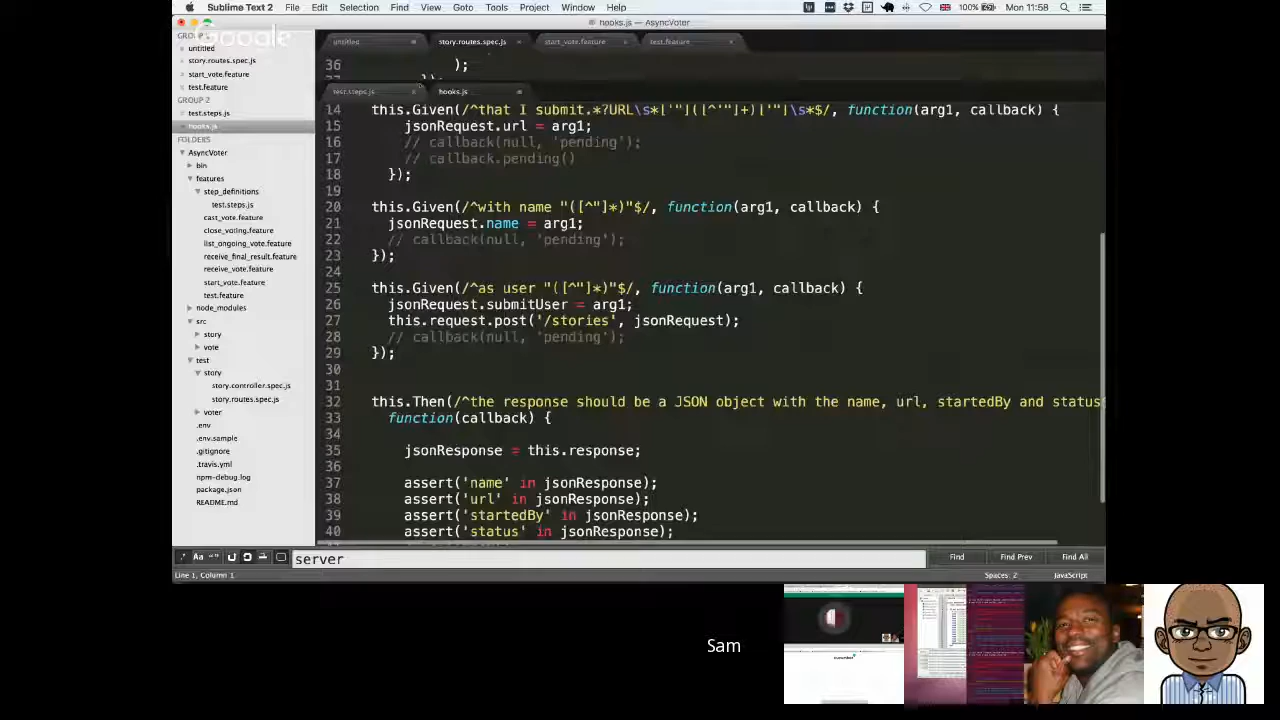 Sublime Text 2 File Edit Selection Find View Goto Tools Project Window Help 100% Mon 11:58
hooks.js — AsyncVoter
Google
untitled
story.routes.spec.js
start_vote.feature
test.feature
GROUP 2
test.steps.js
hooks.js
FOLDERS
AsyncVoter
bin
features
step_definitions
test.steps.js
cast_vote.feature
close_voting.feature
list_ongoing_vote.feature
receive_final_result.feature
receive_vote.feature
start_vote.feature
test.feature
node_modules
src
story
vote
test
story
story.controller.spec.js
story.routes.spec.js
voter
.env
.env.sample
.gitignore
.travis.yml
npm-debug.log
package.json
README.md
untitled story.routes.spec.js start_vote.feature test.feature
36 );
37 });
test.steps.js hooks.js
14 this.Given(/^that I submit.*?URL\s*['"]([^'"]+)['"]\s*$/, function(arg1, callback) {
15 jsonRequest.url = arg1;
16 // callback(null, 'pending');
17 // callback.pending()
18 });
19
20 this.Given(/^with name "([^"]*)"$/, function(arg1, callback) {
21 jsonRequest.name = arg1;
22 // callback(null, 'pending');
23 });
24
25 this.Given(/^as user "([^"]*)"$/, function(arg1, callback) {
26 jsonRequest.submitUser = arg1;
27 this.request.post('/stories', jsonRequest);
28 // callback(null, 'pending');
29 });
30
31
32 this.Then(/^the response should be a JSON object with the name, url, startedBy and status
33 function(callback) {
34
35 jsonResponse = this.response;
36
37 assert('name' in jsonResponse);
38 assert('url' in jsonResponse);
39 assert('startedBy' in jsonResponse);
40 assert('status' in jsonResponse);
server Find Find Prev Find All
Line 1, Column 1 Spaces: 2 JavaScript
Sam
cucumber